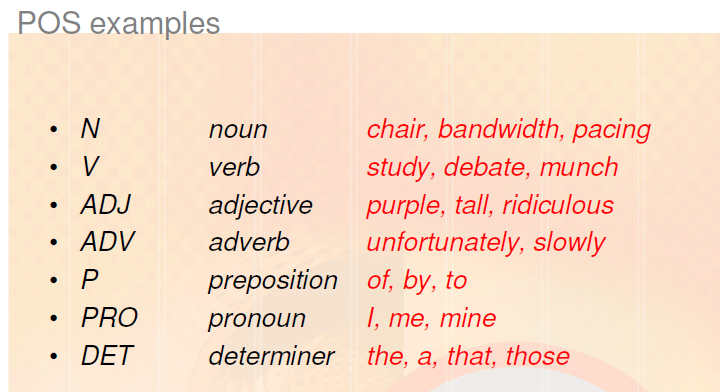 POS examples
• N noun chair, bandwidth, pacing
• V verb study, debate, munch
• ADJ adjective purple, tall, ridiculous
• ADV adverb unfortunately, slowly
• P preposition of, by, to
• PRO pronoun I, me, mine
• DET determiner the, a, that, those